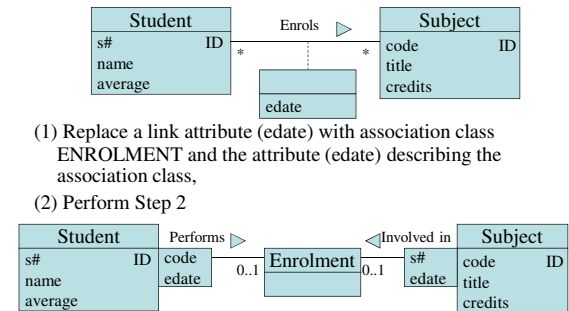 Student Enrols Subject
s# ID
name
average
* *
code ID
title
credits
edate
(1) Replace a link attribute (edate) with association class
ENROLMENT and the attribute (edate) describing the
association class,
(2) Perform Step 2
Student Performs Involved in Subject
s# ID
name
average
code
edate
0..1 Enrolment 0..1
s#
edate
code ID
title
credits